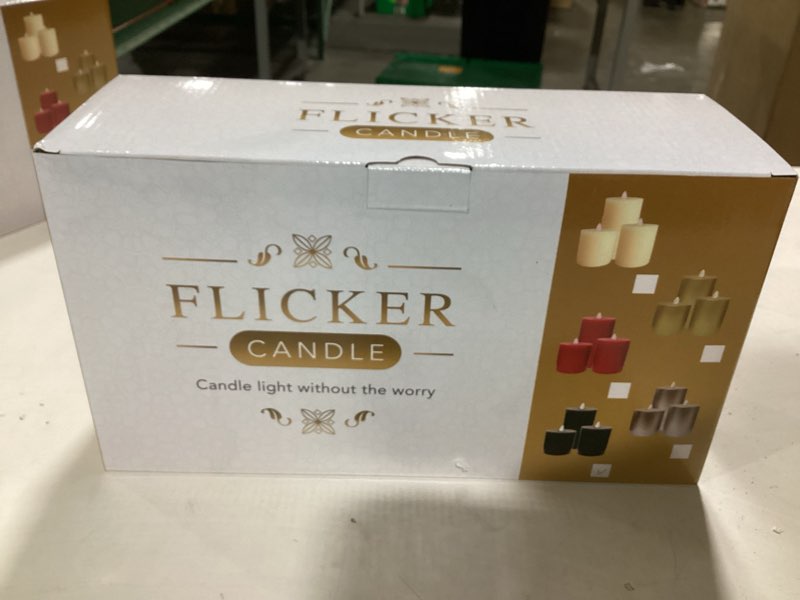 FLICKER
CANDLE
FLICKER
CANDLE
Candle light without the worry